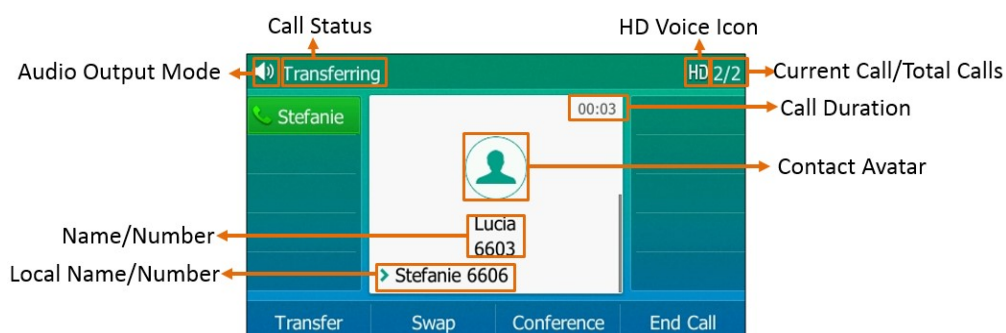 Call Status
HD Voice Icon
Audio Output Mode
Transferring
HD 2/2
Current Call/Total Calls
Stefanie
00:03
Call Duration
Contact Avatar
Lucia
6603
Name/Number
Local Name/Number
Stefanie 6606
Transfer
Swap
Conference
End Call